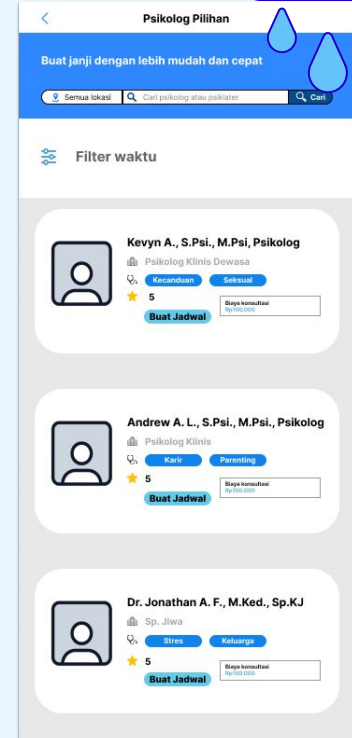 Psikolog Pilihan
Buat janji dengan lebih mudah dan cepat
Semua lokasi Cari psikolog atau psikiater Cari
Filter waktu
Kevyn A., S.Psi., M.Psi, Psikolog
Psikolog Klinis Dewasa
Kecanduan Seksual
5
Biaya konsultasi
Rp100.000
Buat Jadwal
Andrew A. L., S.Psi., M.Psi., Psikolog
Psikolog Klinis
Karir Parenting
5
Biaya konsultasi
Rp100.000
Buat Jadwal
Dr. Jonathan A. F., M.Ked., Sp.KJ
Sp. Jiwa
Stres Keluarga
5
Biaya konsultasi
Rp150.000
Buat Jadwal